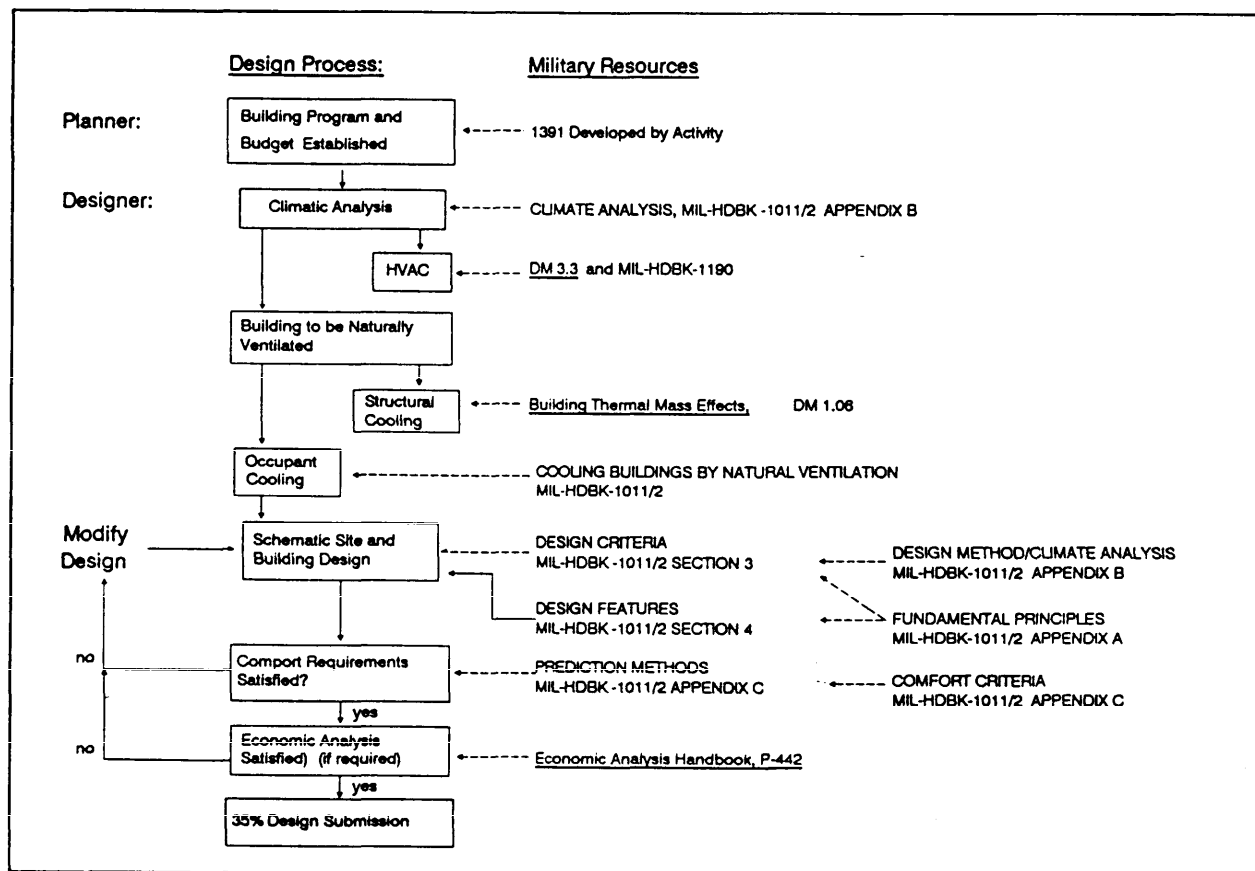 Design Process: Military Resources
Planner:
Building Program and
Budget Established
1391 Developed by Activity
Designer:
Climatic Analysis
CLIMATE ANALYSIS, MIL-HDBK -1011/2 APPENDIX B
HVAC
DM 3.3 and MIL-HDBK-1190
Building to be Naturally
Ventilated
Structural
Cooling
Building Thermal Mass Effects, DM 1.06
Occupant
Cooling
COOLING BUILDINGS BY NATURAL VENTILATION
MIL-HDBK-1011/2
Modify
Design
Schematic Site and
Building Design
DESIGN CRITERIA
MIL-HDBK -1011/2 SECTION 3
DESIGN METHOD/CLIMATE ANALYSIS
MIL-HDBK-1011/2 APPENDIX B
DESIGN FEATURES
MIL-HDBK -1011/2 SECTION 4
FUNDAMENTAL PRINCIPLES
MIL-HDBK-1011/2 APPENDIX A
no
Comport Requirements
Satisfied?
PREDICTION METHODS
MIL-HDBK -1011/2 APPENDIX C
COMFORT CRITERIA
MIL-HDBK-1011/2 APPENDIX C
yes
no
Economic Analysis
Satisfied) (if required)
Economic Analysis Handbook, P-442
yes
35% Design Submission